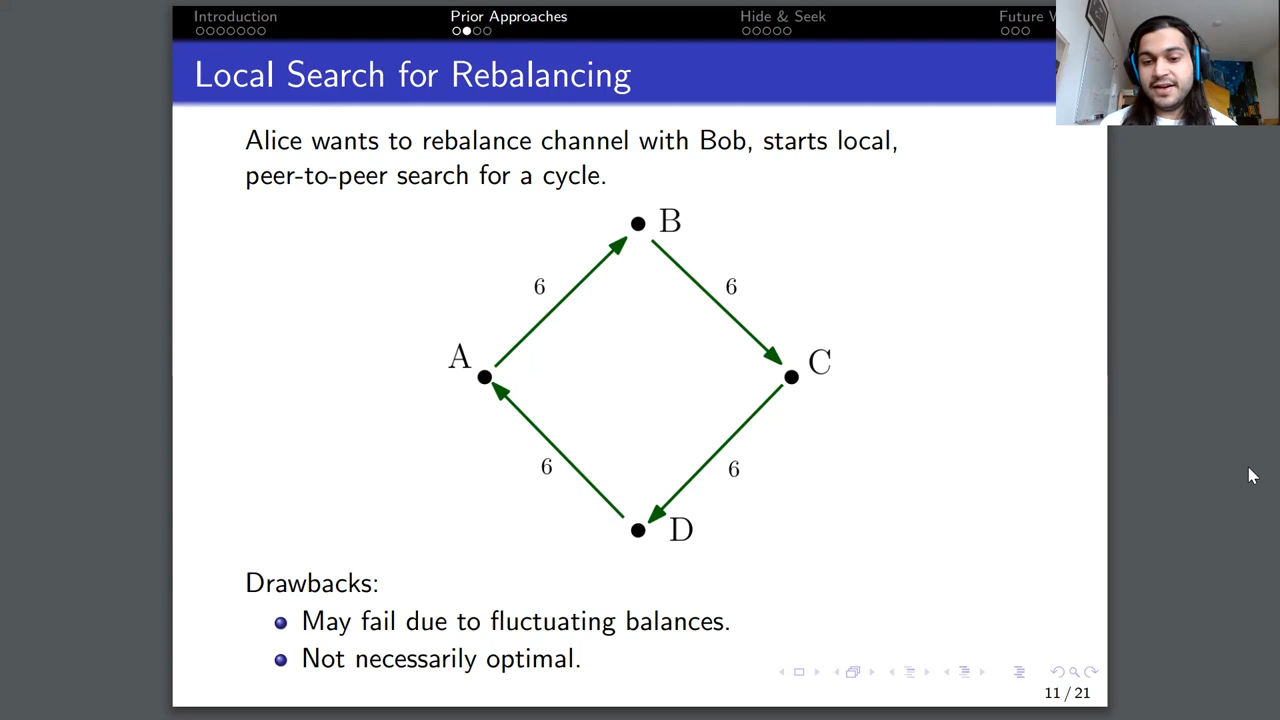 Introduction
Prior Approaches
Hide & Seek
Future
Local Search for Rebalancing
Alice wants to rebalance channel with Bob, starts local,
peer-to-peer search for a cycle.
B
6
6
A
C
6
6
D
Drawbacks:
May fail due to fluctuating balances.
Not necessarily optimal.
11 / 21